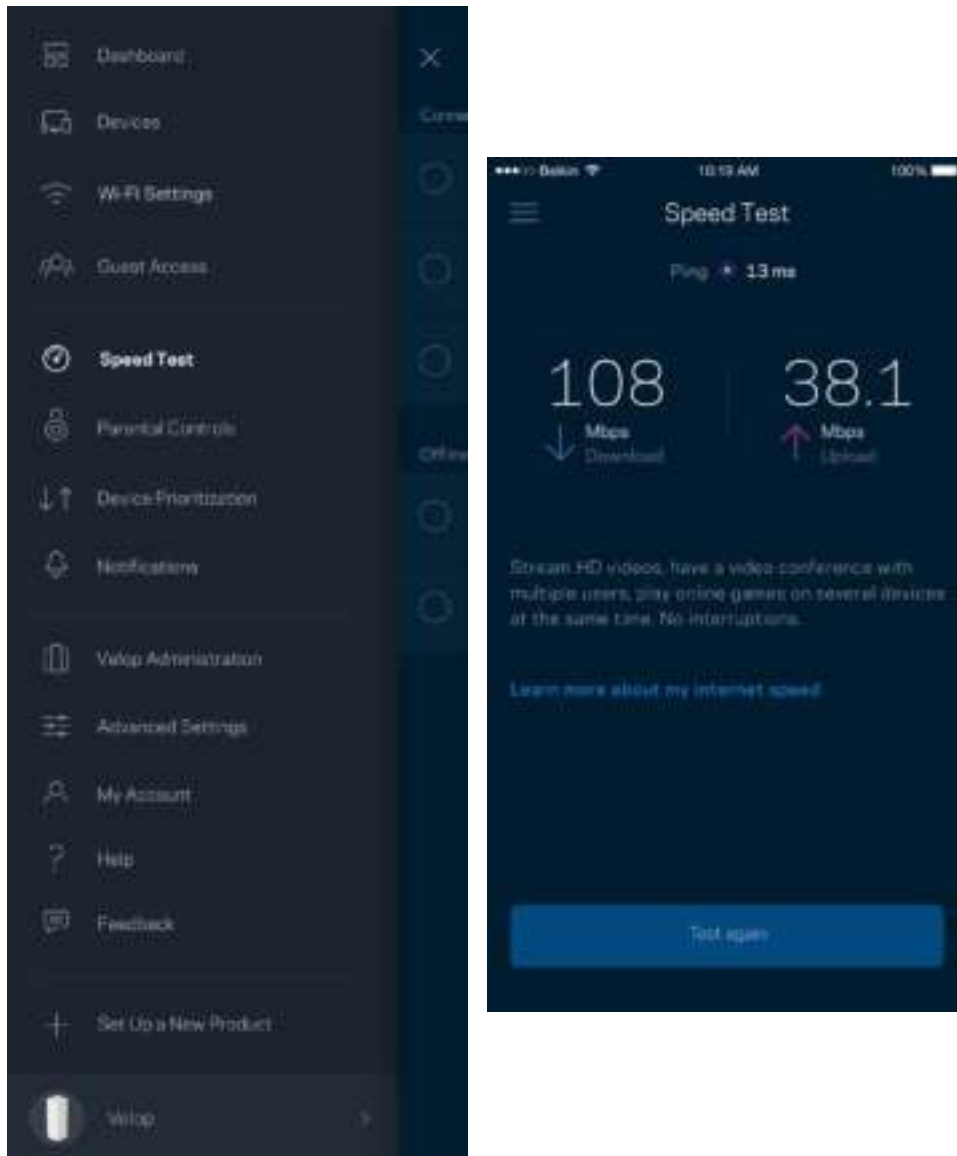 Dashboard
Devices
Wi-Fi Settings
Guest Access
Speed Test
Parental Controls
Device Prioritization
Notifications
Velop Administration
Advanced Settings
My Account
Help
Feedback
Set Up a New Product
Velop
Conne
Offline
Belkin
10:13 AM
100%
Speed Test
Ping 13 ms
108
Mbps
Download
38.1
Mbps
Upload
Stream HD videos, have a video conference with
multiple users, play online games on several devices
at the same time. No interruptions.
Learn more about my internet speed
Test again